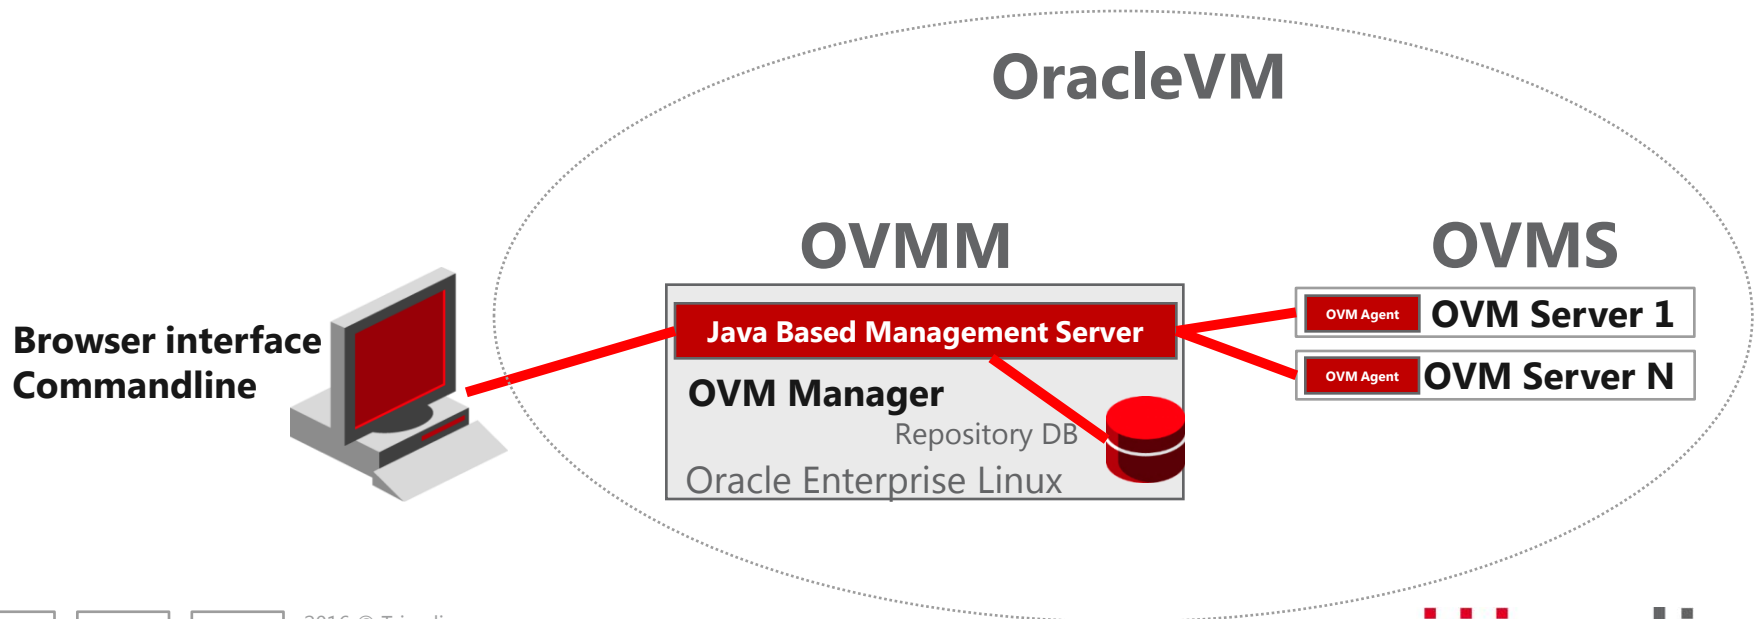 OracleVM
OVMM
OVMS
Browser interface
Commandline
Java Based Management Server
OVM Manager
Repository DB
Oracle Enterprise Linux
OVM Agent OVM Server 1
OVM Agent OVM Server N
2016 ©